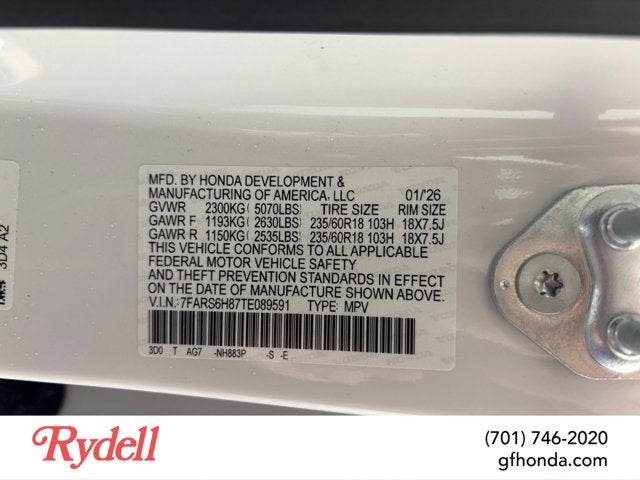 3D4 A2
MFD. BY HONDA DEVELOPMENT &
MANUFACTURING OF AMERICA, LLC 01/'26
GVWR 2300KG( 5070LBS) TIRE SIZE RIM SIZE
GAWR F 1193KG( 2630LBS) 235/60R18 103H 18X7.5J
GAWR R 1150KG( 2535LBS) 235/60R18 103H 18X7.5J
THIS VEHICLE CONFORMS TO ALL APPLICABLE
FEDERAL MOTOR VEHICLE SAFETY
AND THEFT PREVENTION STANDARDS IN EFFECT
ON THE DATE OF MANUFACTURE SHOWN ABOVE.
V.I.N.:7FARS6H87TE089591 TYPE: MPV
3D0 T AG7 -NH883P -S -E
Rydell
(701) 746-2020
gfhonda.com